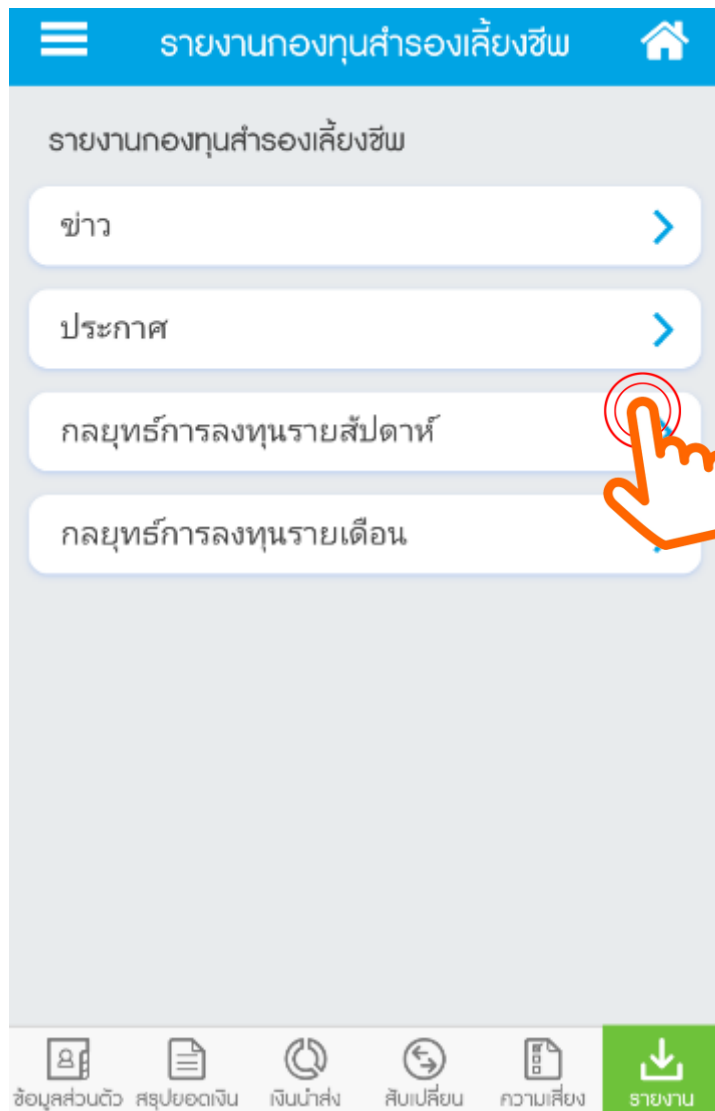 รายงานกองทุนสำรองเลี้ยงชีพ
รายงานกองทุนสำรองเลี้ยงชีพ
ข่าว
ประกาศ
กลยุทธ์การลงทุนรายสัปดาห์
กลยุทธ์การลงทุนรายเดือน
ข้อมูลส่วนตัว สรุปยอดเงิน เงินนำส่ง สับเปลี่ยน ความเสี่ยง รายงาน